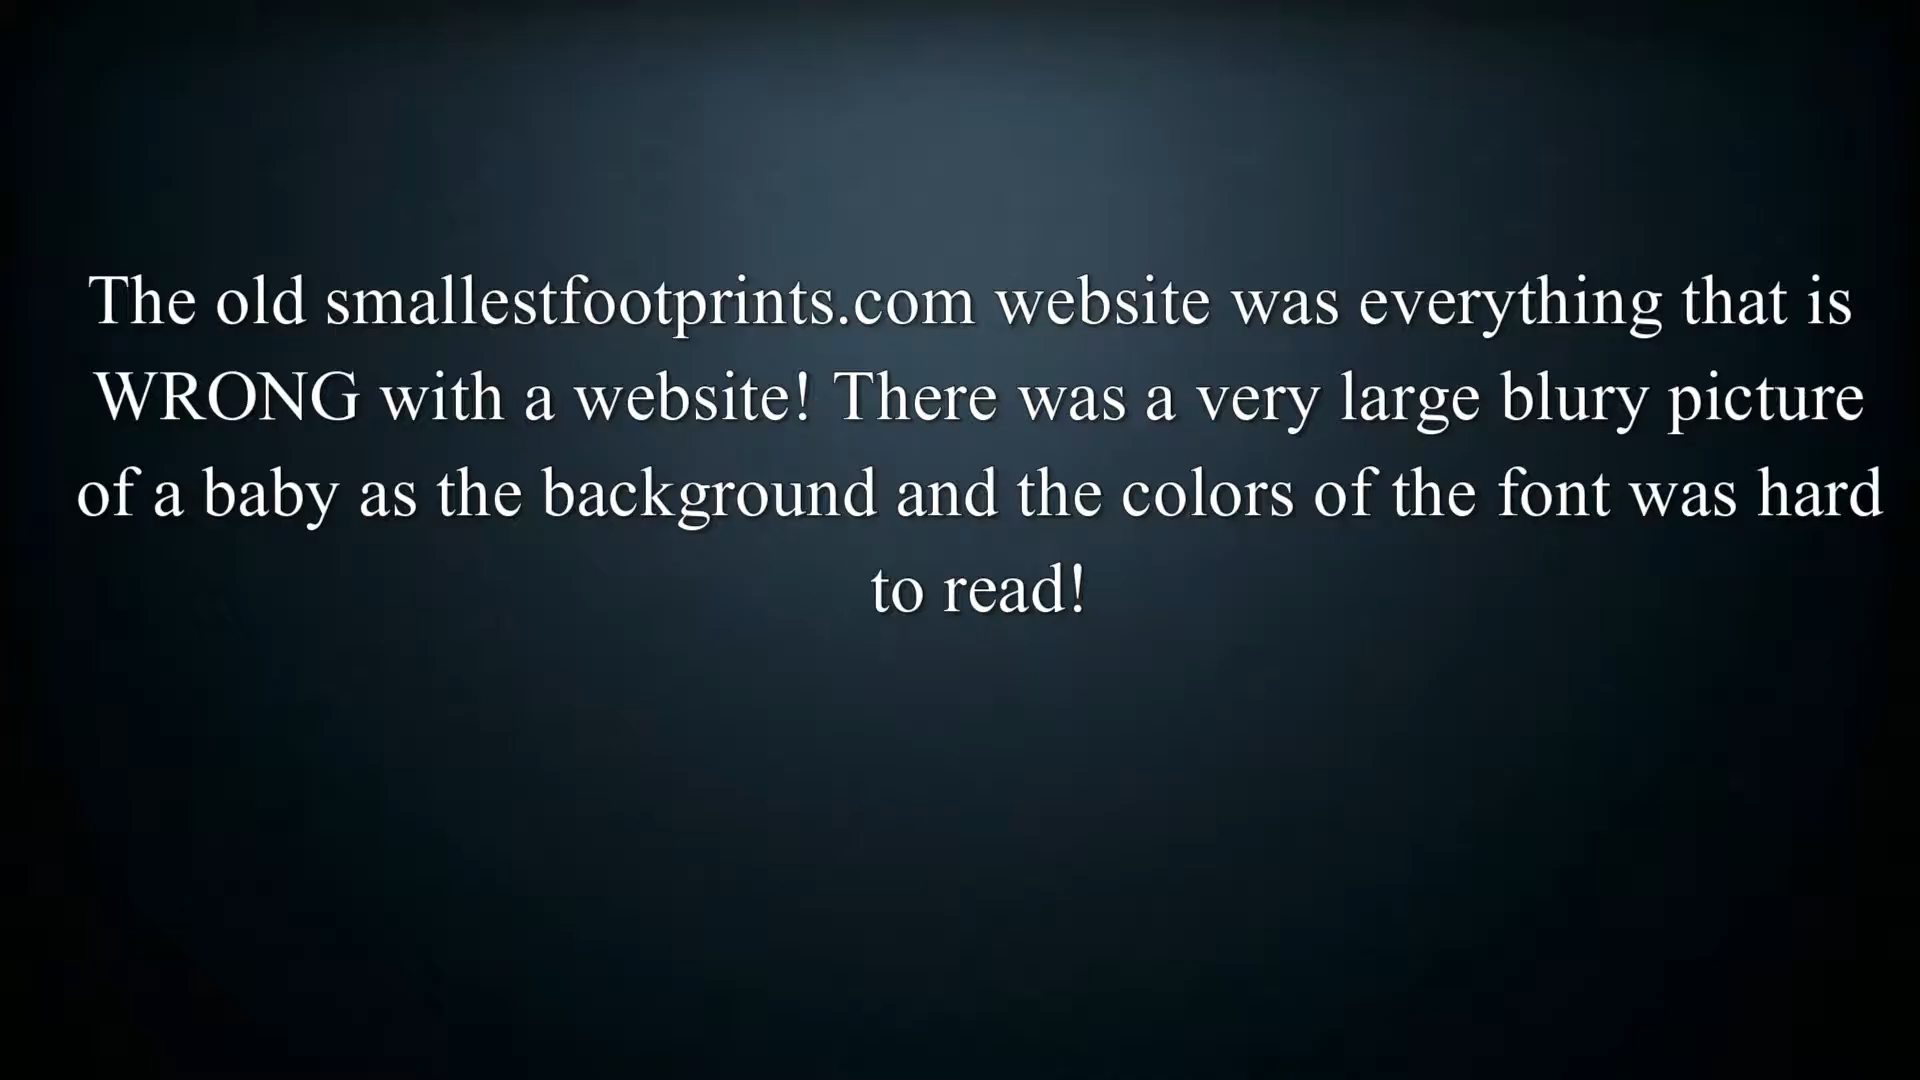 The old smallestfootprints.com website was everything that is
WRONG with a website! There was a very large blury picture
of a baby as the background and the colors of the font was hard
to read!